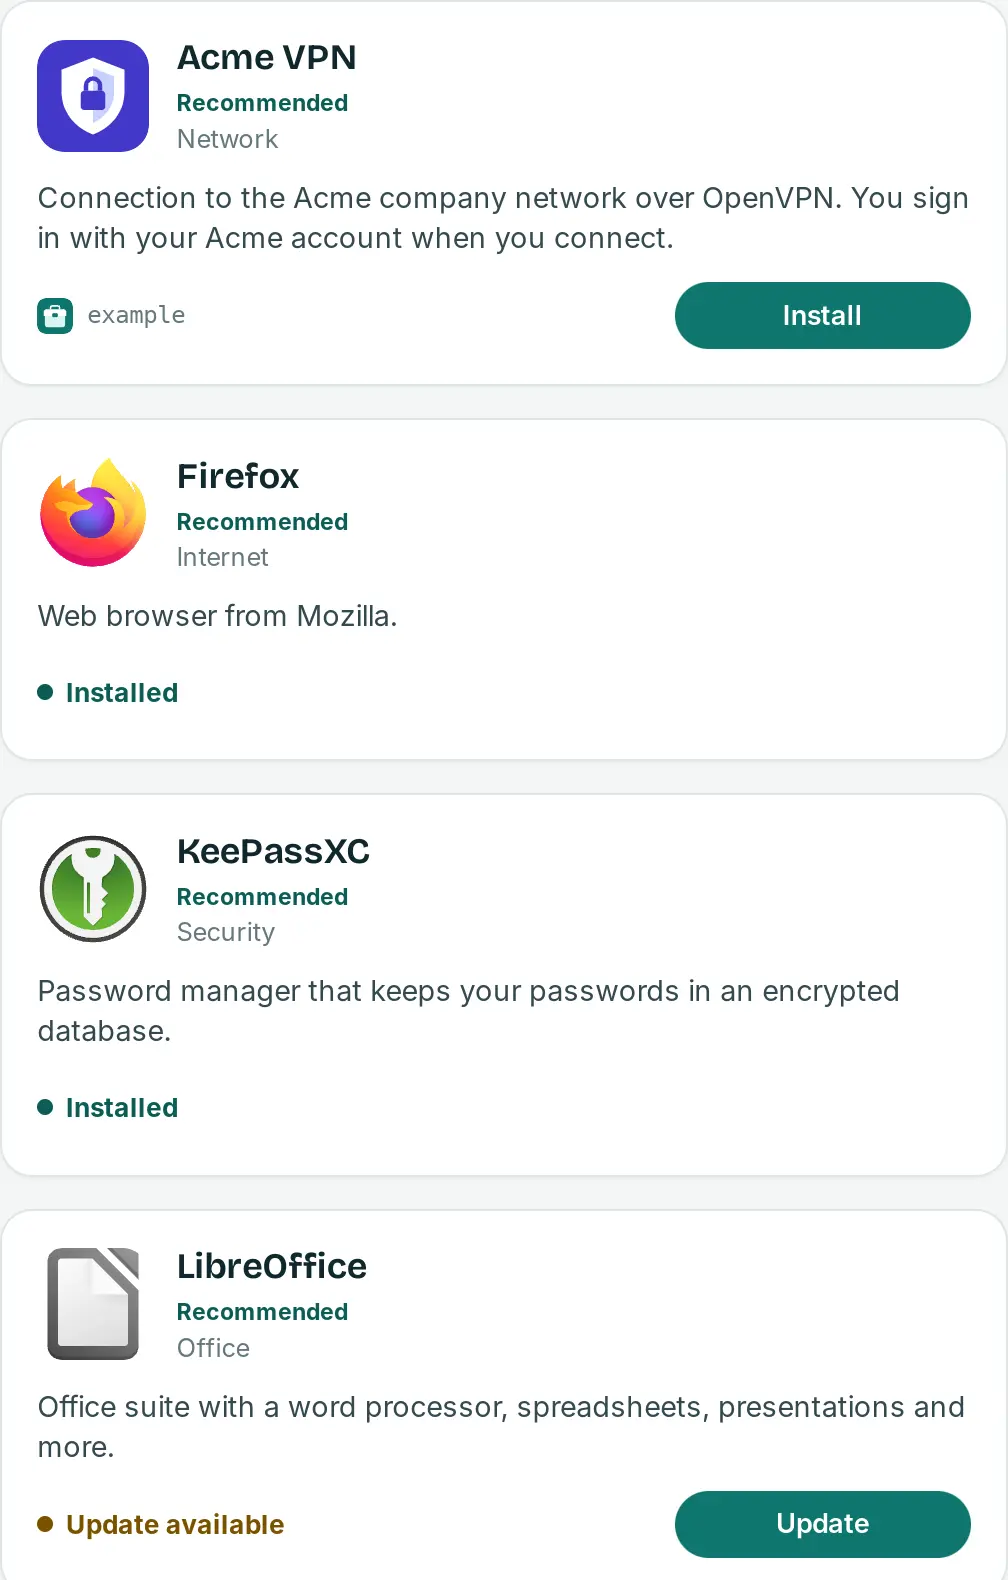 Acme VPN
Recommended
Network
Connection to the Acme company network over OpenVPN. You sign
in with your Acme account when you connect.
example
Install
Firefox
Recommended
Internet
Web browser from Mozilla.
Installed
KeePassXC
Recommended
Security
Password manager that keeps your passwords in an encrypted
database.
Installed
LibreOffice
Recommended
Office
Office suite with a word processor, spreadsheets, presentations and
more.
Update available
Update